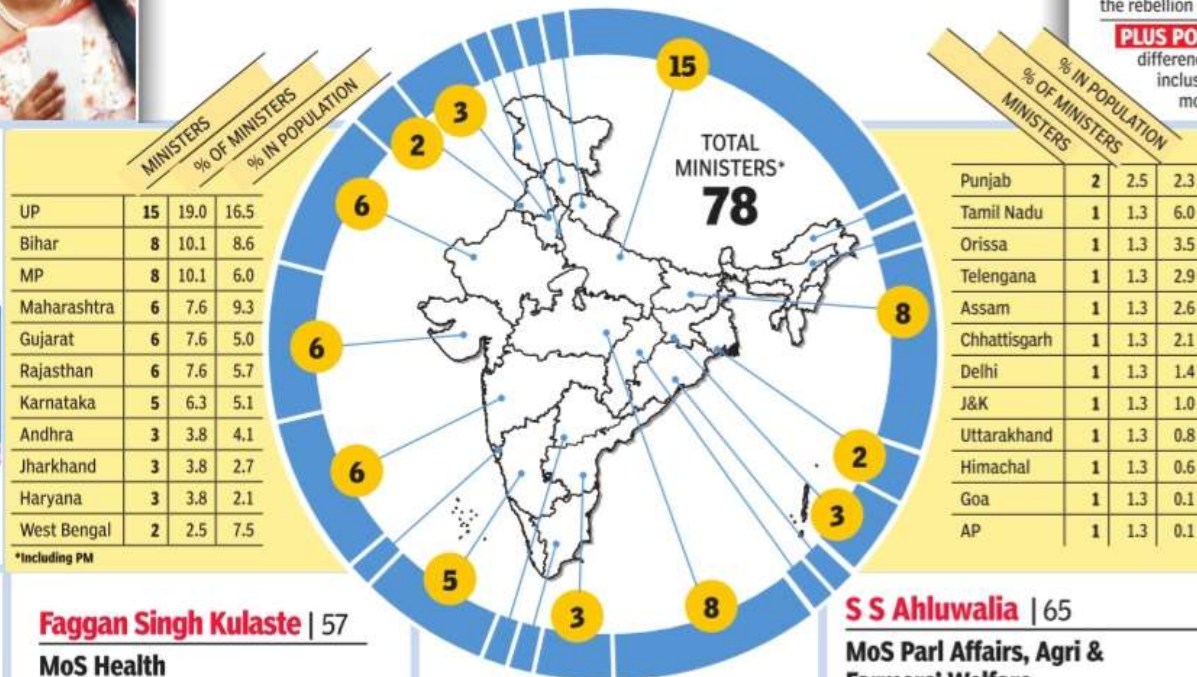 the rebellion
PLUS PO
differenc
inclus
mo
MINISTERS
% OF MINISTERS
% IN POPULATION
UP 15 19.0 16.5
Bihar 8 10.1 8.6
MP 8 10.1 6.0
Maharashtra 6 7.6 9.3
Gujarat 6 7.6 5.0
Rajasthan 6 7.6 5.7
Karnataka 5 6.3 5.1
Andhra 3 3.8 4.1
Jharkhand 3 3.8 2.7
Haryana 3 3.8 2.1
West Bengal 2 2.5 7.5
*Including PM
TOTAL
MINISTERS*
78
15
8
2
3
8
3
5
6
6
6
2
3
MINISTERS
% OF MINISTERS
% IN POPULATION
Punjab 2 2.5 2.3
Tamil Nadu 1 1.3 6.0
Orissa 1 1.3 3.5
Telengana 1 1.3 2.9
Assam 1 1.3 2.6
Chhattisgarh 1 1.3 2.1
Delhi 1 1.3 1.4
J&K 1 1.3 1.0
Uttarakhand 1 1.3 0.8
Himachal 1 1.3 0.6
Goa 1 1.3 0.1
AP 1 1.3 0.1
Faggan Singh Kulaste | 57
MoS Health
S S Ahluwalia | 65
MoS Parl Affairs, Agri &
Farmers' Welfare